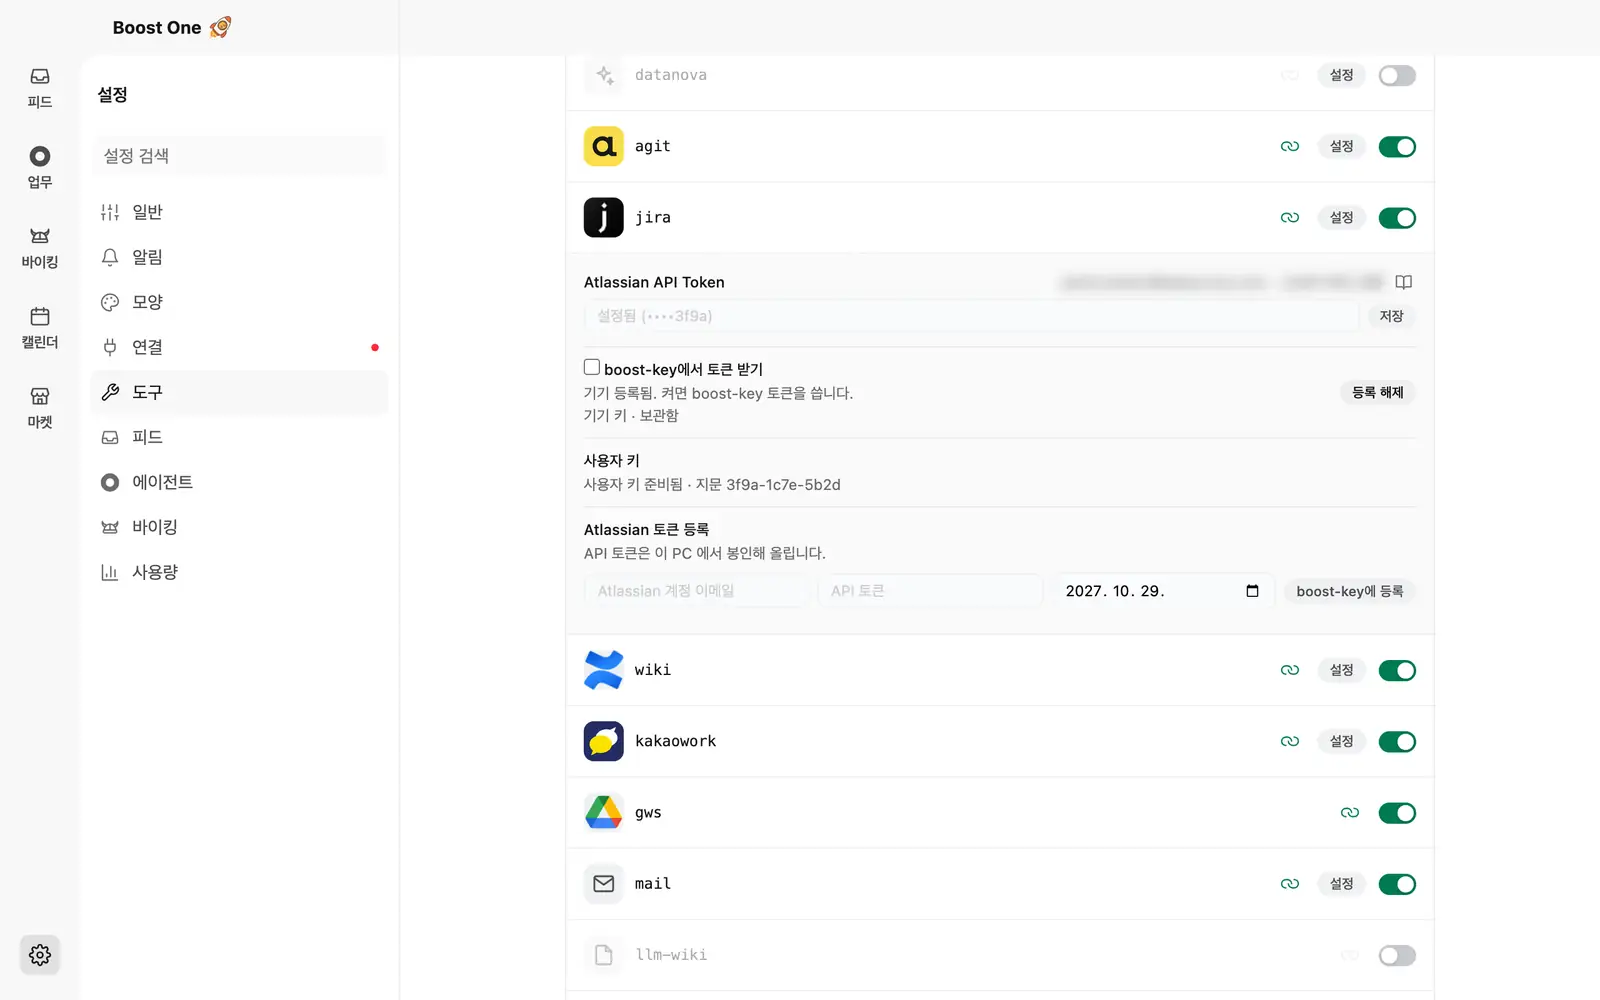 Boost One 🚀
피드
업무
바이킹
캘린더
마켓
설정
설정 검색
일반
알림
모양
연결
도구
피드
에이전트
바이킹
사용량
datanova 설정
agit 설정
jira 설정
Atlassian API Token
설정됨 (····3f9a) 저장
boost-key에서 토큰 받기
기기 등록됨. 켜면 boost-key 토큰을 씁니다. 등록 해제
기기 키 · 보관함
사용자 키
사용자 키 준비됨 · 지문 3f9a-1c7e-5b2d
Atlassian 토큰 등록
API 토큰은 이 PC 에서 봉인해 올립니다.
Atlassian 계정 이메일 API 토큰 2027. 10. 29. boost-key에 등록
wiki 설정
kakaowork 설정
gws
mail 설정
llm-wiki